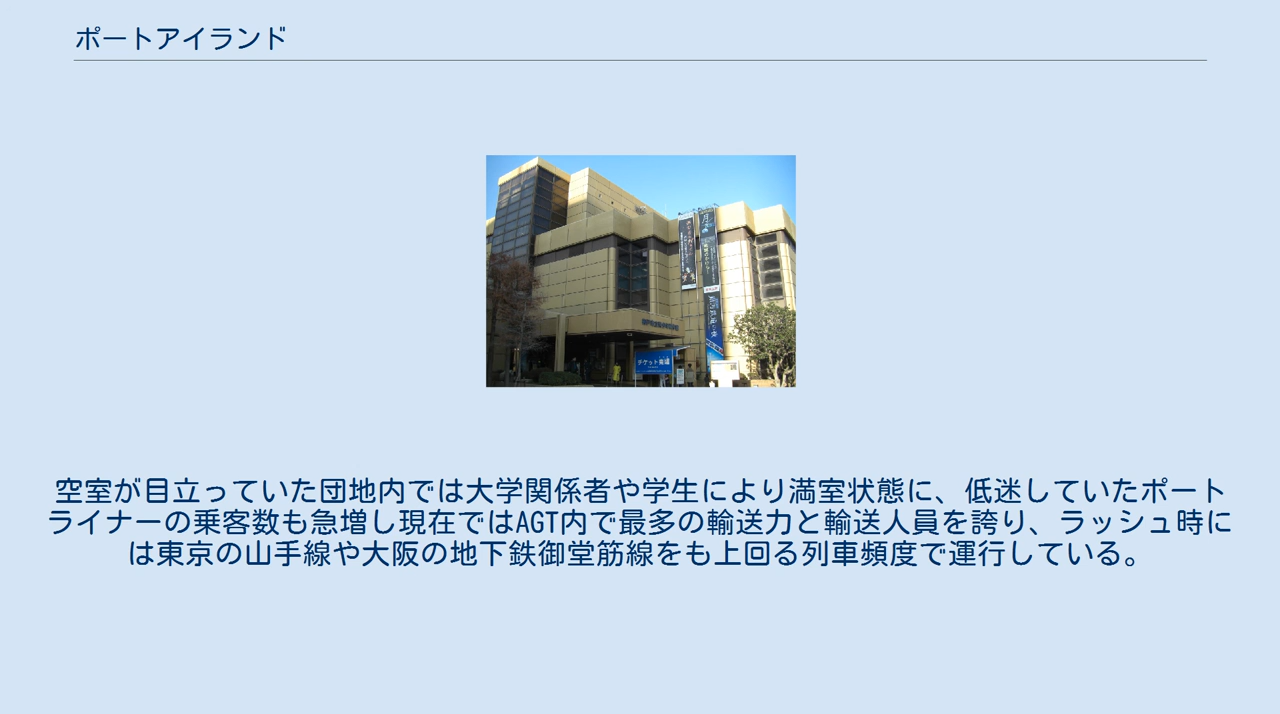 ポートアイランド
チケット売場
空室が目立っていた団地内では大学関係者や学生により満室状態に、低迷していたポート
ライナーの乗客数も急増し現在ではAGT内で最多の輸送力と輸送人員を誇り、ラッシュ時に
は東京の山手線や大阪の地下鉄御堂筋線をも上回る列車頻度で運行している。